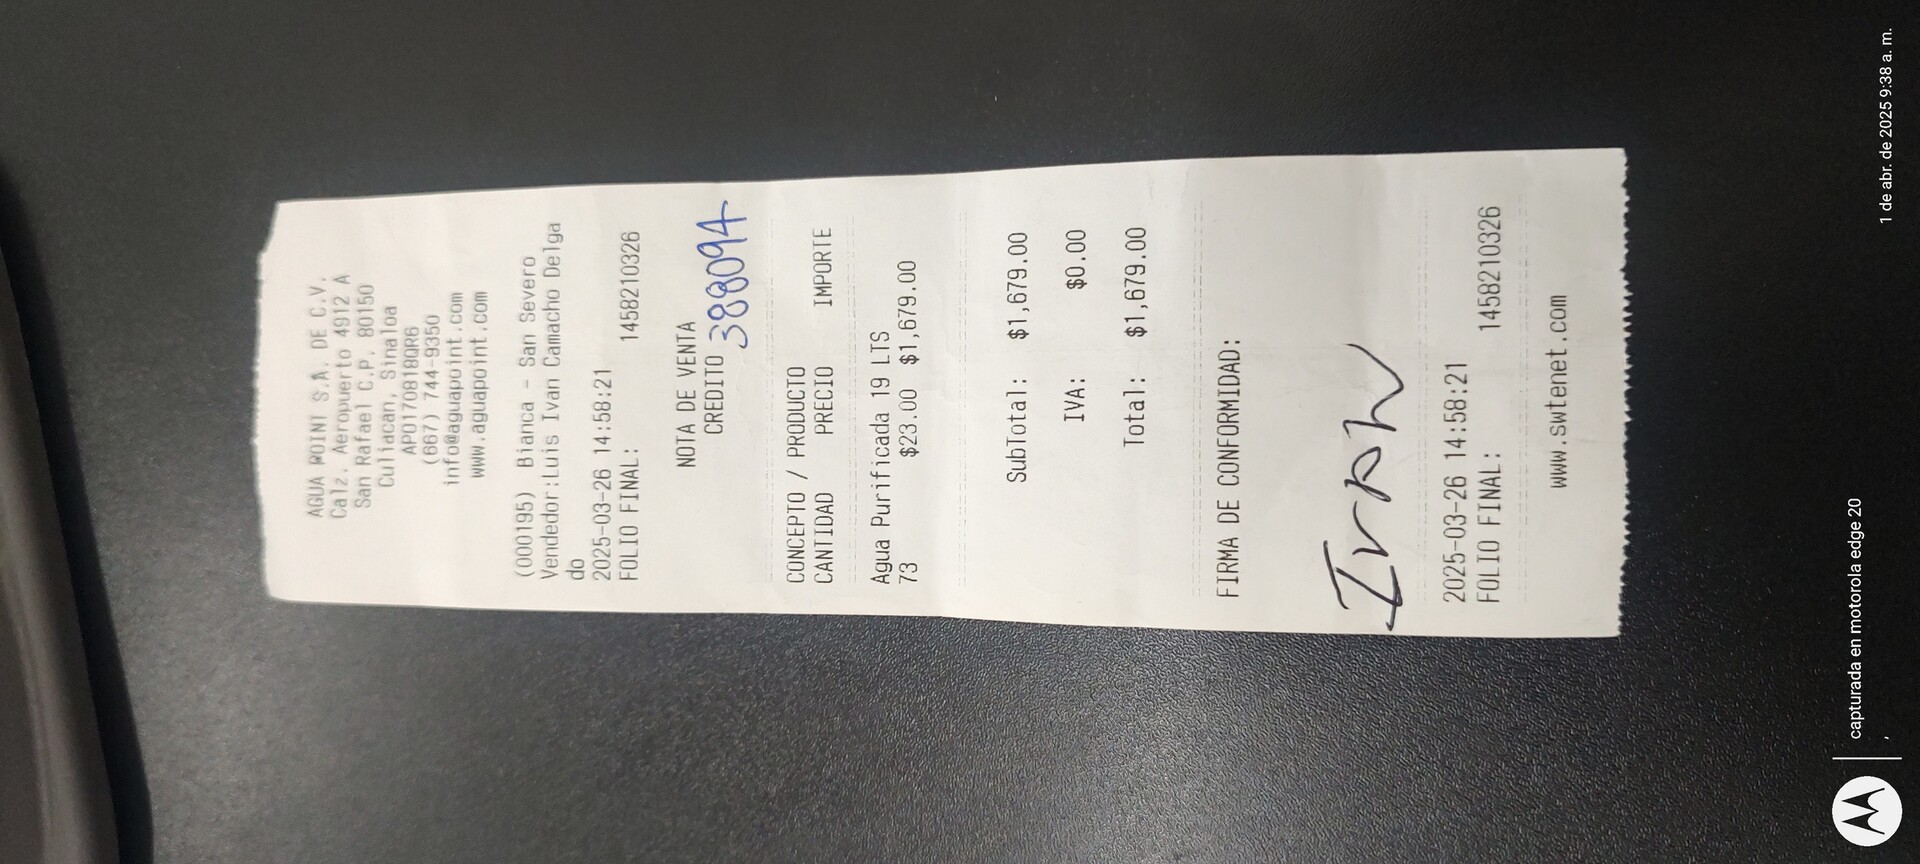 AGUA POINT S.A. DE C.V.
Calz. Aeropuerto 4912 A
San Rafael C.P. 80150
Culiacan, Sinaloa
APO170818QR6
(667) 744-9350
info@aguapoint.com
www.aguapoint.com
(000195) Bianca - San Severo
Vendedor:Luis Ivan Camacho Delga
do
2025-03-26 14:58:21
FOLIO FINAL: 1458210326
NOTA DE VENTA
CREDITO
388094
CONCEPTO / PRODUCTO
CANTIDAD PRECIO IMPORTE
Agua Purificada 19 LTS
73 $23.00 $1,679.00
SubTotal: $1,679.00
IVA: $0.00
Total: $1,679.00
FIRMA DE CONFORMIDAD:
Ivan
2025-03-26 14:58:21
FOLIO FINAL: 1458210326
www.swtenet.com
capturada en motorola edge 20
,
1 de abr. de 2025 9:38 a. m.